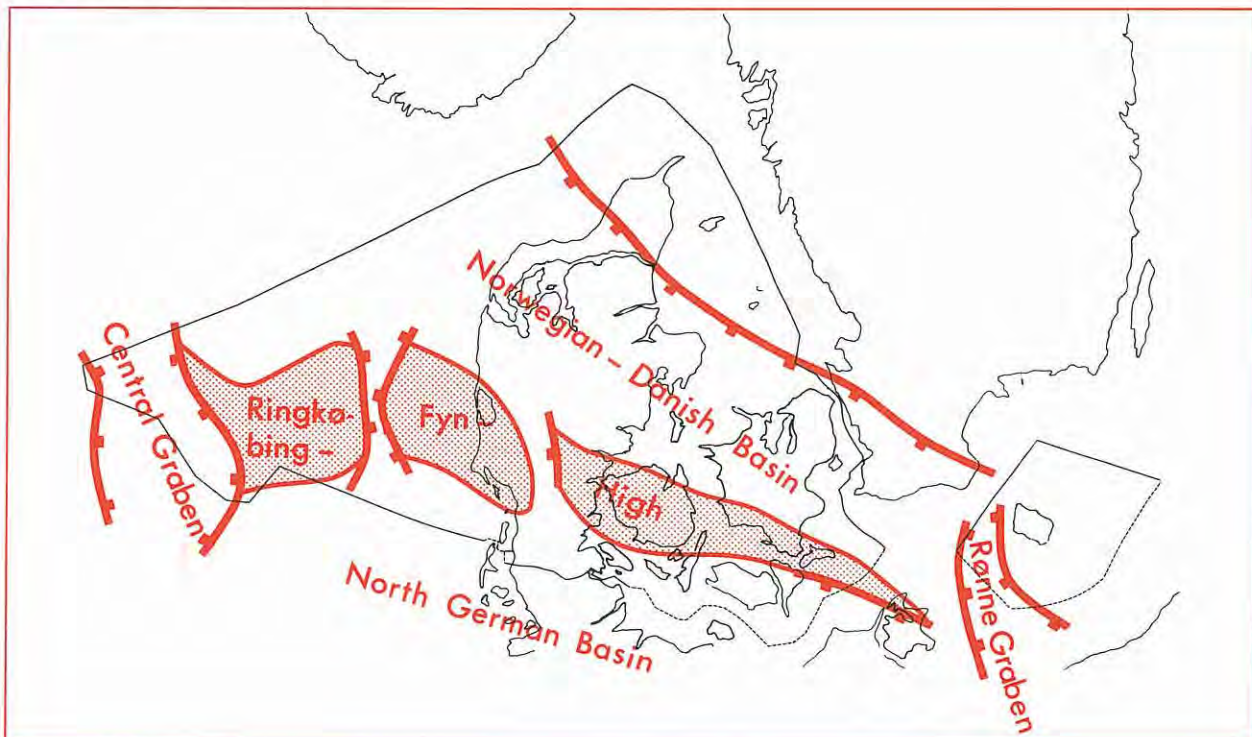 Norwegian – Danish Basin
Central Graben
Ringkø-
bing –
Fyn
High
North German Basin
Rønne Graben